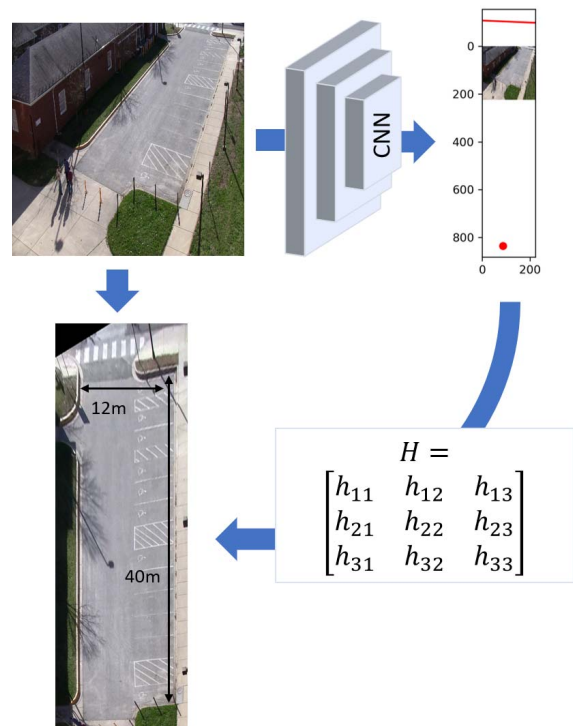 CNN
0
200
400
600
800
0 200
12m
40m
H =
h₁₁ h₁₂ h₁₃
h₂₁ h₂₂ h₂₃
h₃₁ h₃₂ h₃₃